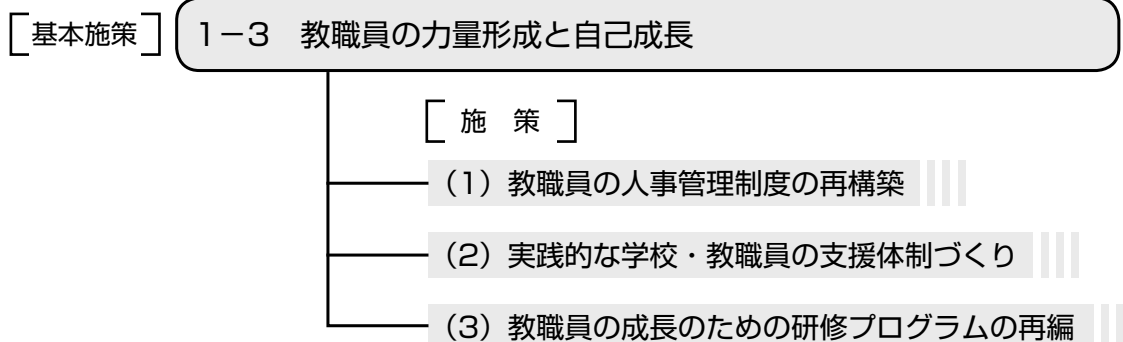 ［基本施策］ 1－3　教職員の力量形成と自己成長
［施　策］
（1）教職員の人事管理制度の再構築
（2）実践的な学校・教職員の支援体制づくり
（3）教職員の成長のための研修プログラムの再編